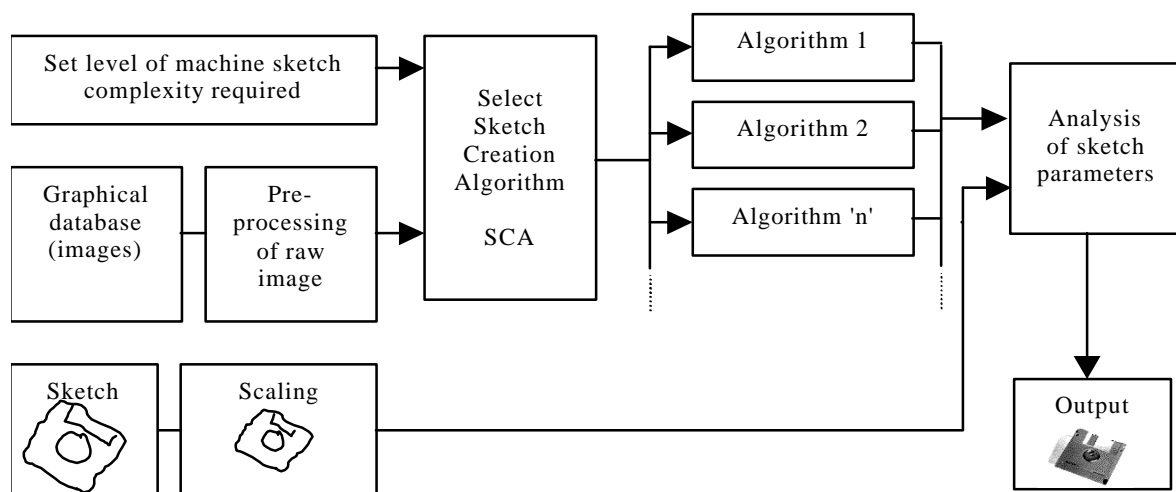 Set level of machine sketch
complexity required
Graphical
database
(images)
Pre-
processing
of raw
image
Select
Sketch
Creation
Algorithm
SCA
Algorithm 1
Algorithm 2
Algorithm 'n'
Analysis
of sketch
parameters
Sketch
Scaling
Output